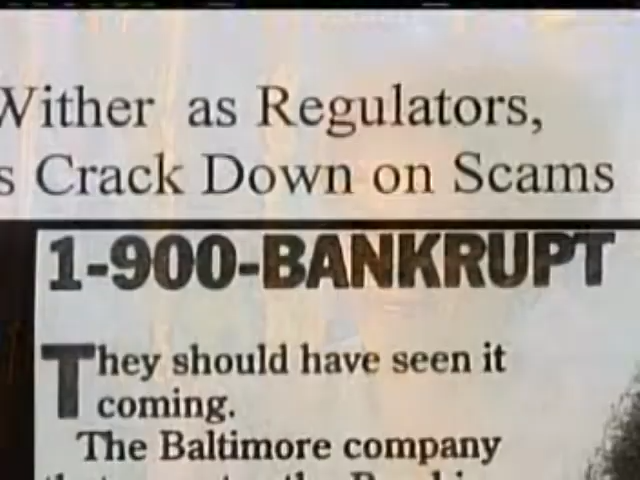 Wither as Regulators,
s Crack Down on Scams
1-900-BANKRUPT
They should have seen it
coming.
The Baltimore company